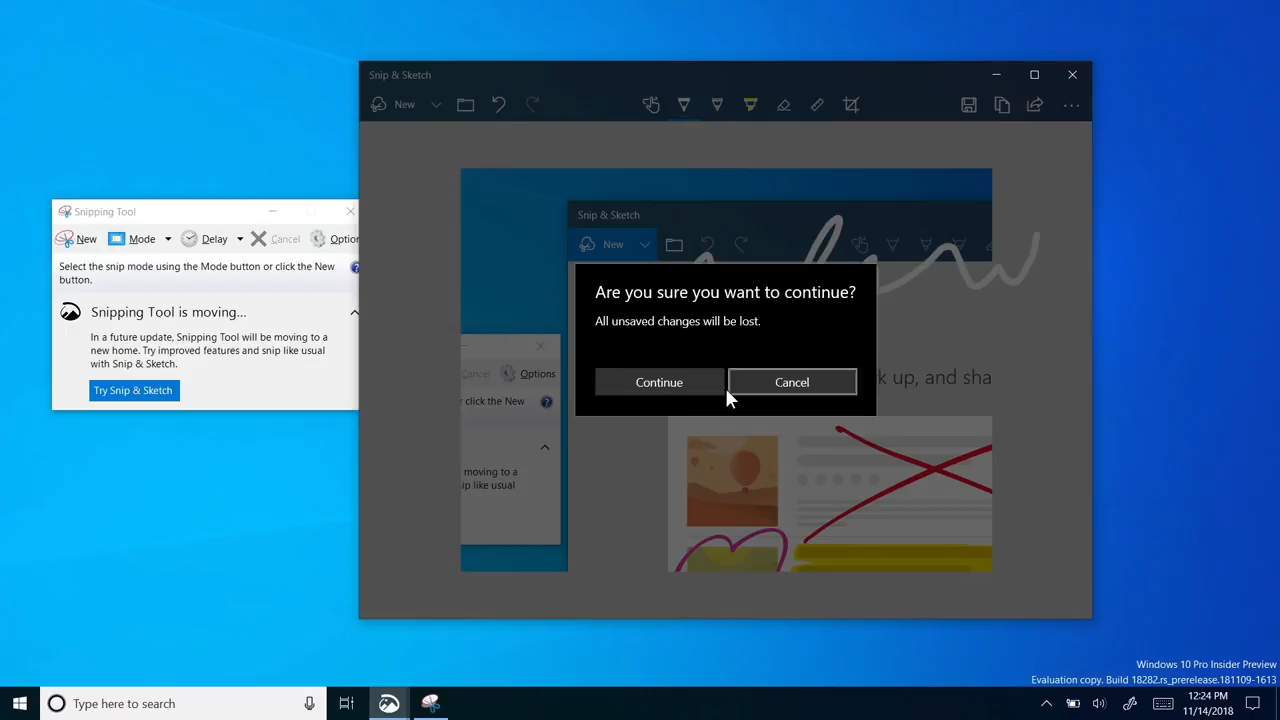 Snip & Sketch
New
Snipping Tool
New Mode Delay Cancel Option
Select the snip mode using the Mode button or click the New
button.
Snipping Tool is moving...
In a future update, Snipping Tool will be moving to a
new home. Try improved features and snip like usual
with Snip & Sketch.
Try Snip & Sketch
Snip & Sketch
New
Cancel Options
click the New
moving to a
ip like usual
k up, and sha
Are you sure you want to continue?
All unsaved changes will be lost.
Continue Cancel
Windows 10 Pro Insider Preview
Evaluation copy. Build 18282.rs_prerelease.181109-1613
Type here to search
12:24 PM
11/14/2018